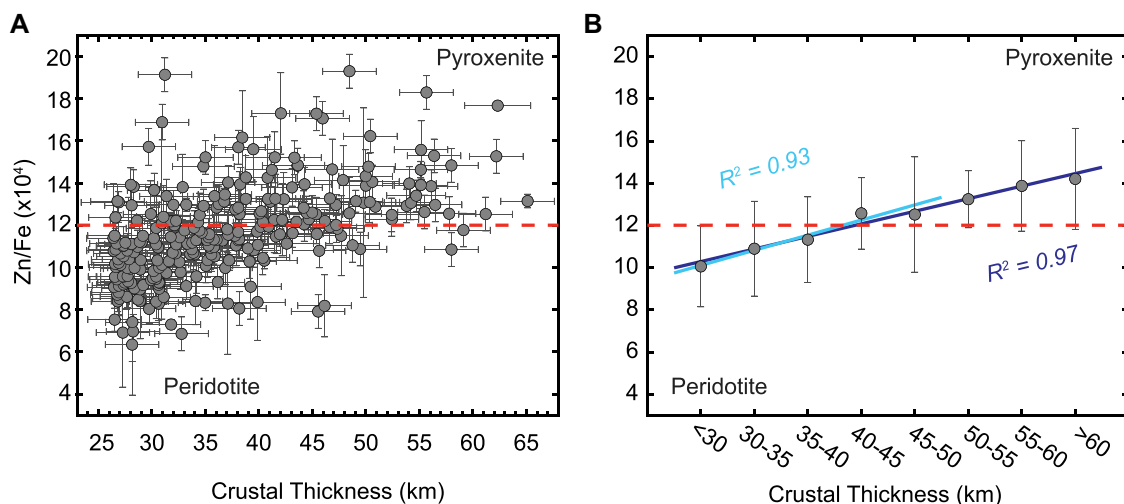 A
B
20
18
16
14
12
10
8
6
4
Zn/Fe (x10⁴)
Pyroxenite
Peridotite
25 30 35 40 45 50 55 60 65
Crustal Thickness (km)
20
18
16
14
12
10
8
6
4
Pyroxenite
R² = 0.93
R² = 0.97
Peridotite
<30 30-35 35-40 40-45 45-50 50-55 55-60 >60
Crustal Thickness (km)